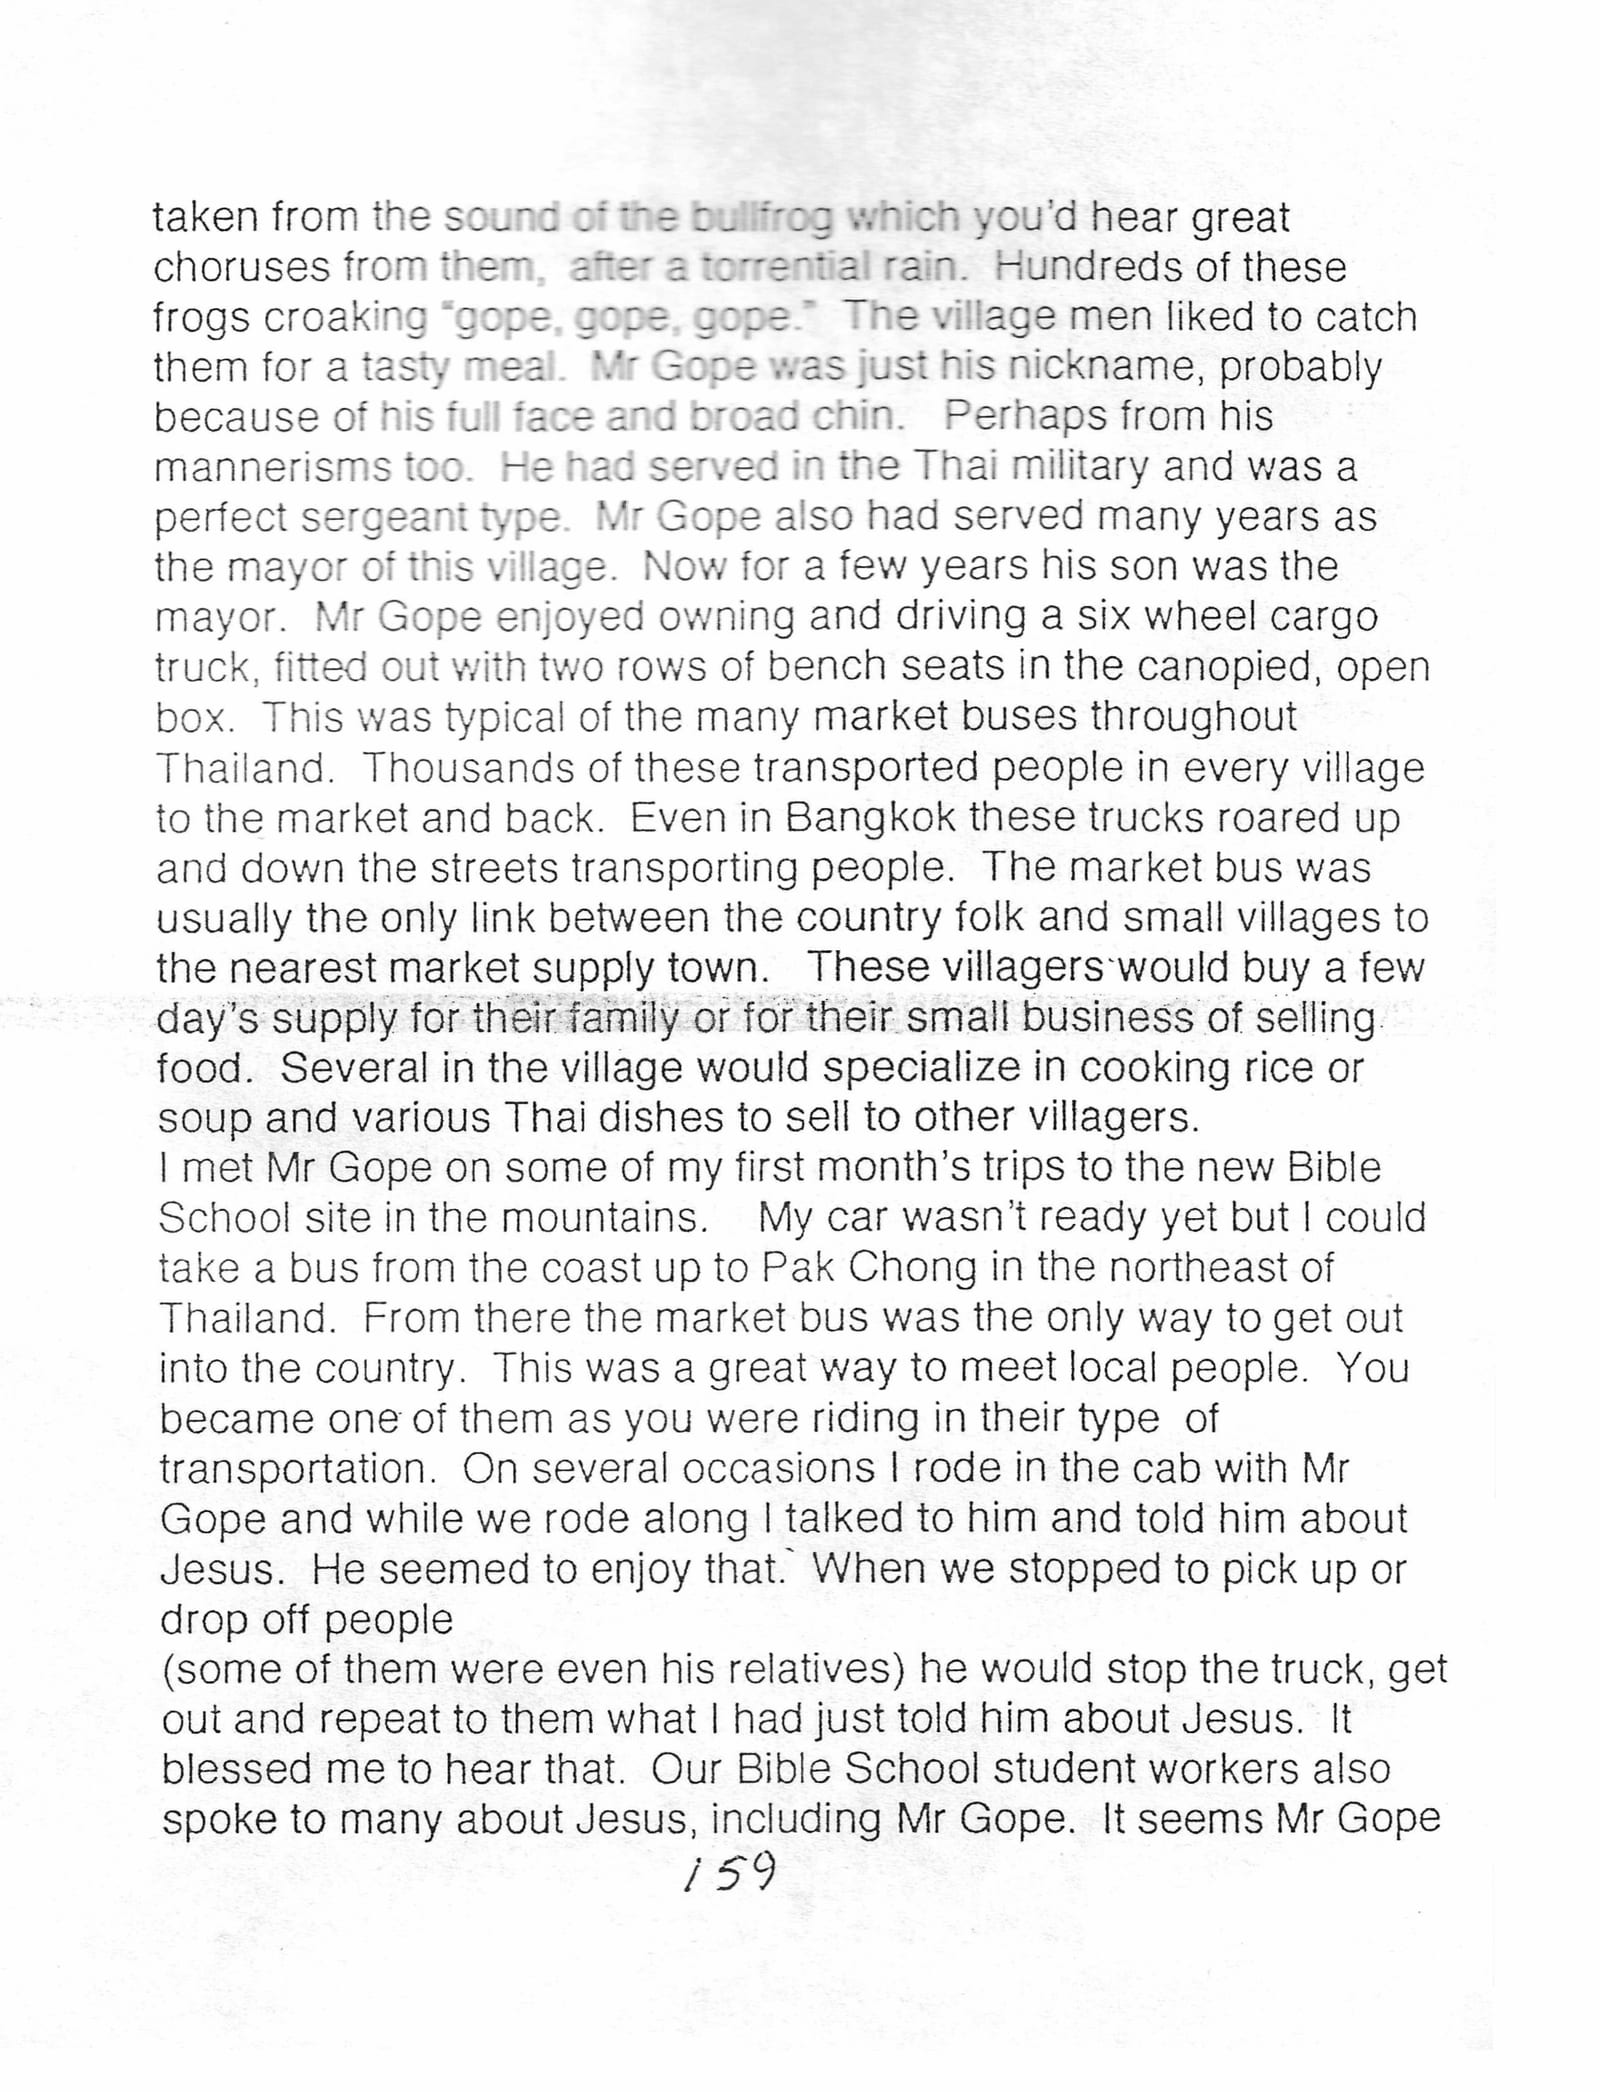 taken from the sound of the bullfrog which you'd hear great
choruses from them,  after a torrential rain.  Hundreds of these
frogs croaking "gope, gope, gope."  The village men liked to catch
them for a tasty meal.  Mr Gope was just his nickname, probably
because of his full face and broad chin.   Perhaps from his
mannerisms too.  He had served in the Thai military and was a
perfect sergeant type.  Mr Gope also had served many years as
the mayor of this village.  Now for a few years his son was the
mayor.  Mr Gope enjoyed owning and driving a six wheel cargo
truck, fitted out with two rows of bench seats in the canopied, open
box.  This was typical of the many market buses throughout
Thailand.  Thousands of these transported people in every village
to the market and back.  Even in Bangkok these trucks roared up
and down the streets transporting people.  The market bus was
usually the only link between the country folk and small villages to
the nearest market supply town.   These villagers would buy a few
day's supply for their family or for their small business of selling
food.  Several in the village would specialize in cooking rice or
soup and various Thai dishes to sell to other villagers.
I met Mr Gope on some of my first month's trips to the new Bible
School site in the mountains.    My car wasn't ready yet but I could
take a bus from the coast up to Pak Chong in the northeast of
Thailand.  From there the market bus was the only way to get out
into the country.  This was a great way to meet local people.  You
became one of them as you were riding in their type  of
transportation.  On several occasions I rode in the cab with Mr
Gope and while we rode along I talked to him and told him about
Jesus.  He seemed to enjoy that.  When we stopped to pick up or
drop off people
(some of them were even his relatives) he would stop the truck, get
out and repeat to them what I had just told him about Jesus.  It
blessed me to hear that.  Our Bible School student workers also
spoke to many about Jesus, including Mr Gope.  It seems Mr Gope
159